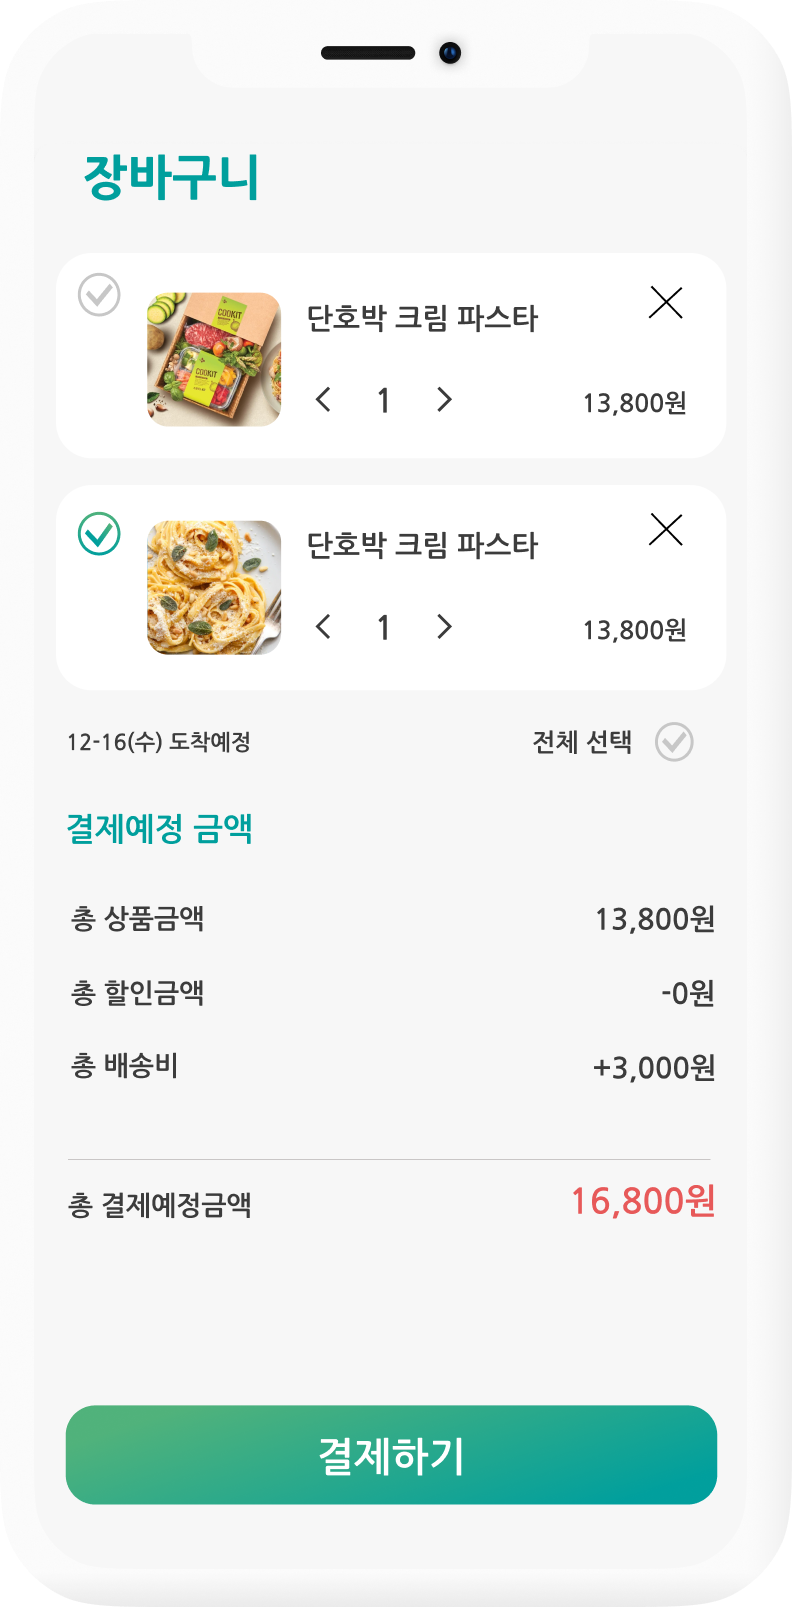 장바구니
COOKIT
COOKIT
단호박 크림 파스타
1
13,800원
단호박 크림 파스타
1
13,800원
12-16(수) 도착예정
전체 선택
결제예정 금액
총 상품금액
13,800원
총 할인금액
-0원
총 배송비
+3,000원
총 결제예정금액
16,800원
결제하기